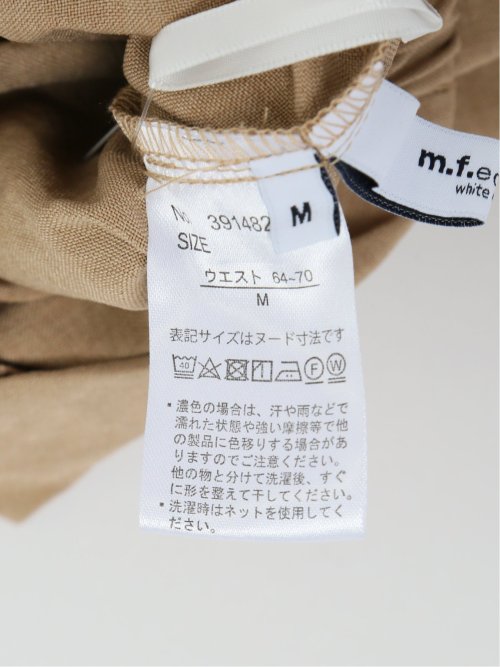 m.f.e
white
M
No. 391482
SIZE
ウエスト 64~70
M
表記サイズはヌード寸法です
40
F
W
・濃色の場合は、汗や雨などで
濡れた状態や強い摩擦等で他
の製品に色移りする場合があ
りますのでご注意ください。
他の物と分けて洗濯後、すぐ
に形を整えて干してください。
・洗濯時はネットを使用してく
ださい。